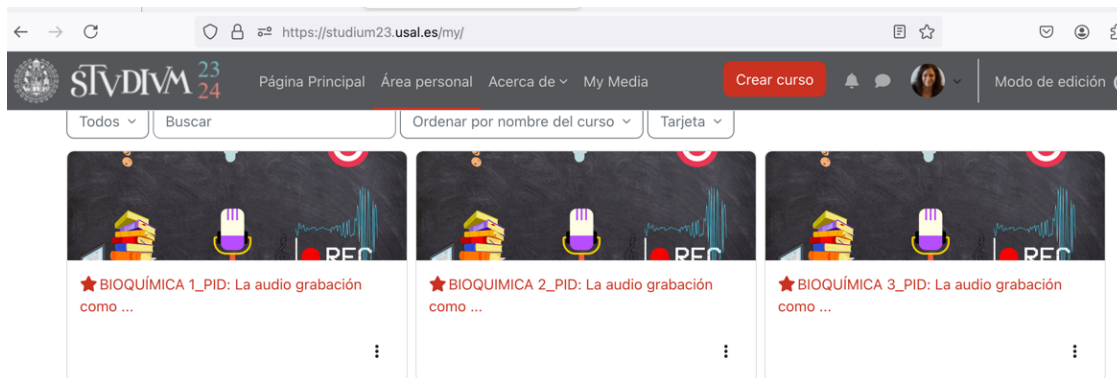 https://studium23.usal.es/my/
STVDIVM 23 24 Página Principal Área personal Acerca de My Media Crear curso Modo de edición
Todos Buscar Ordenar por nombre del curso Tarjeta
REC REC REC
BIOQUÍMICA 1_PID: La audio grabación
como ...
BIOQUIMICA 2_PID: La audio grabación
como ...
BIOQUÍMICA 3_PID: La audio grabación
como ...